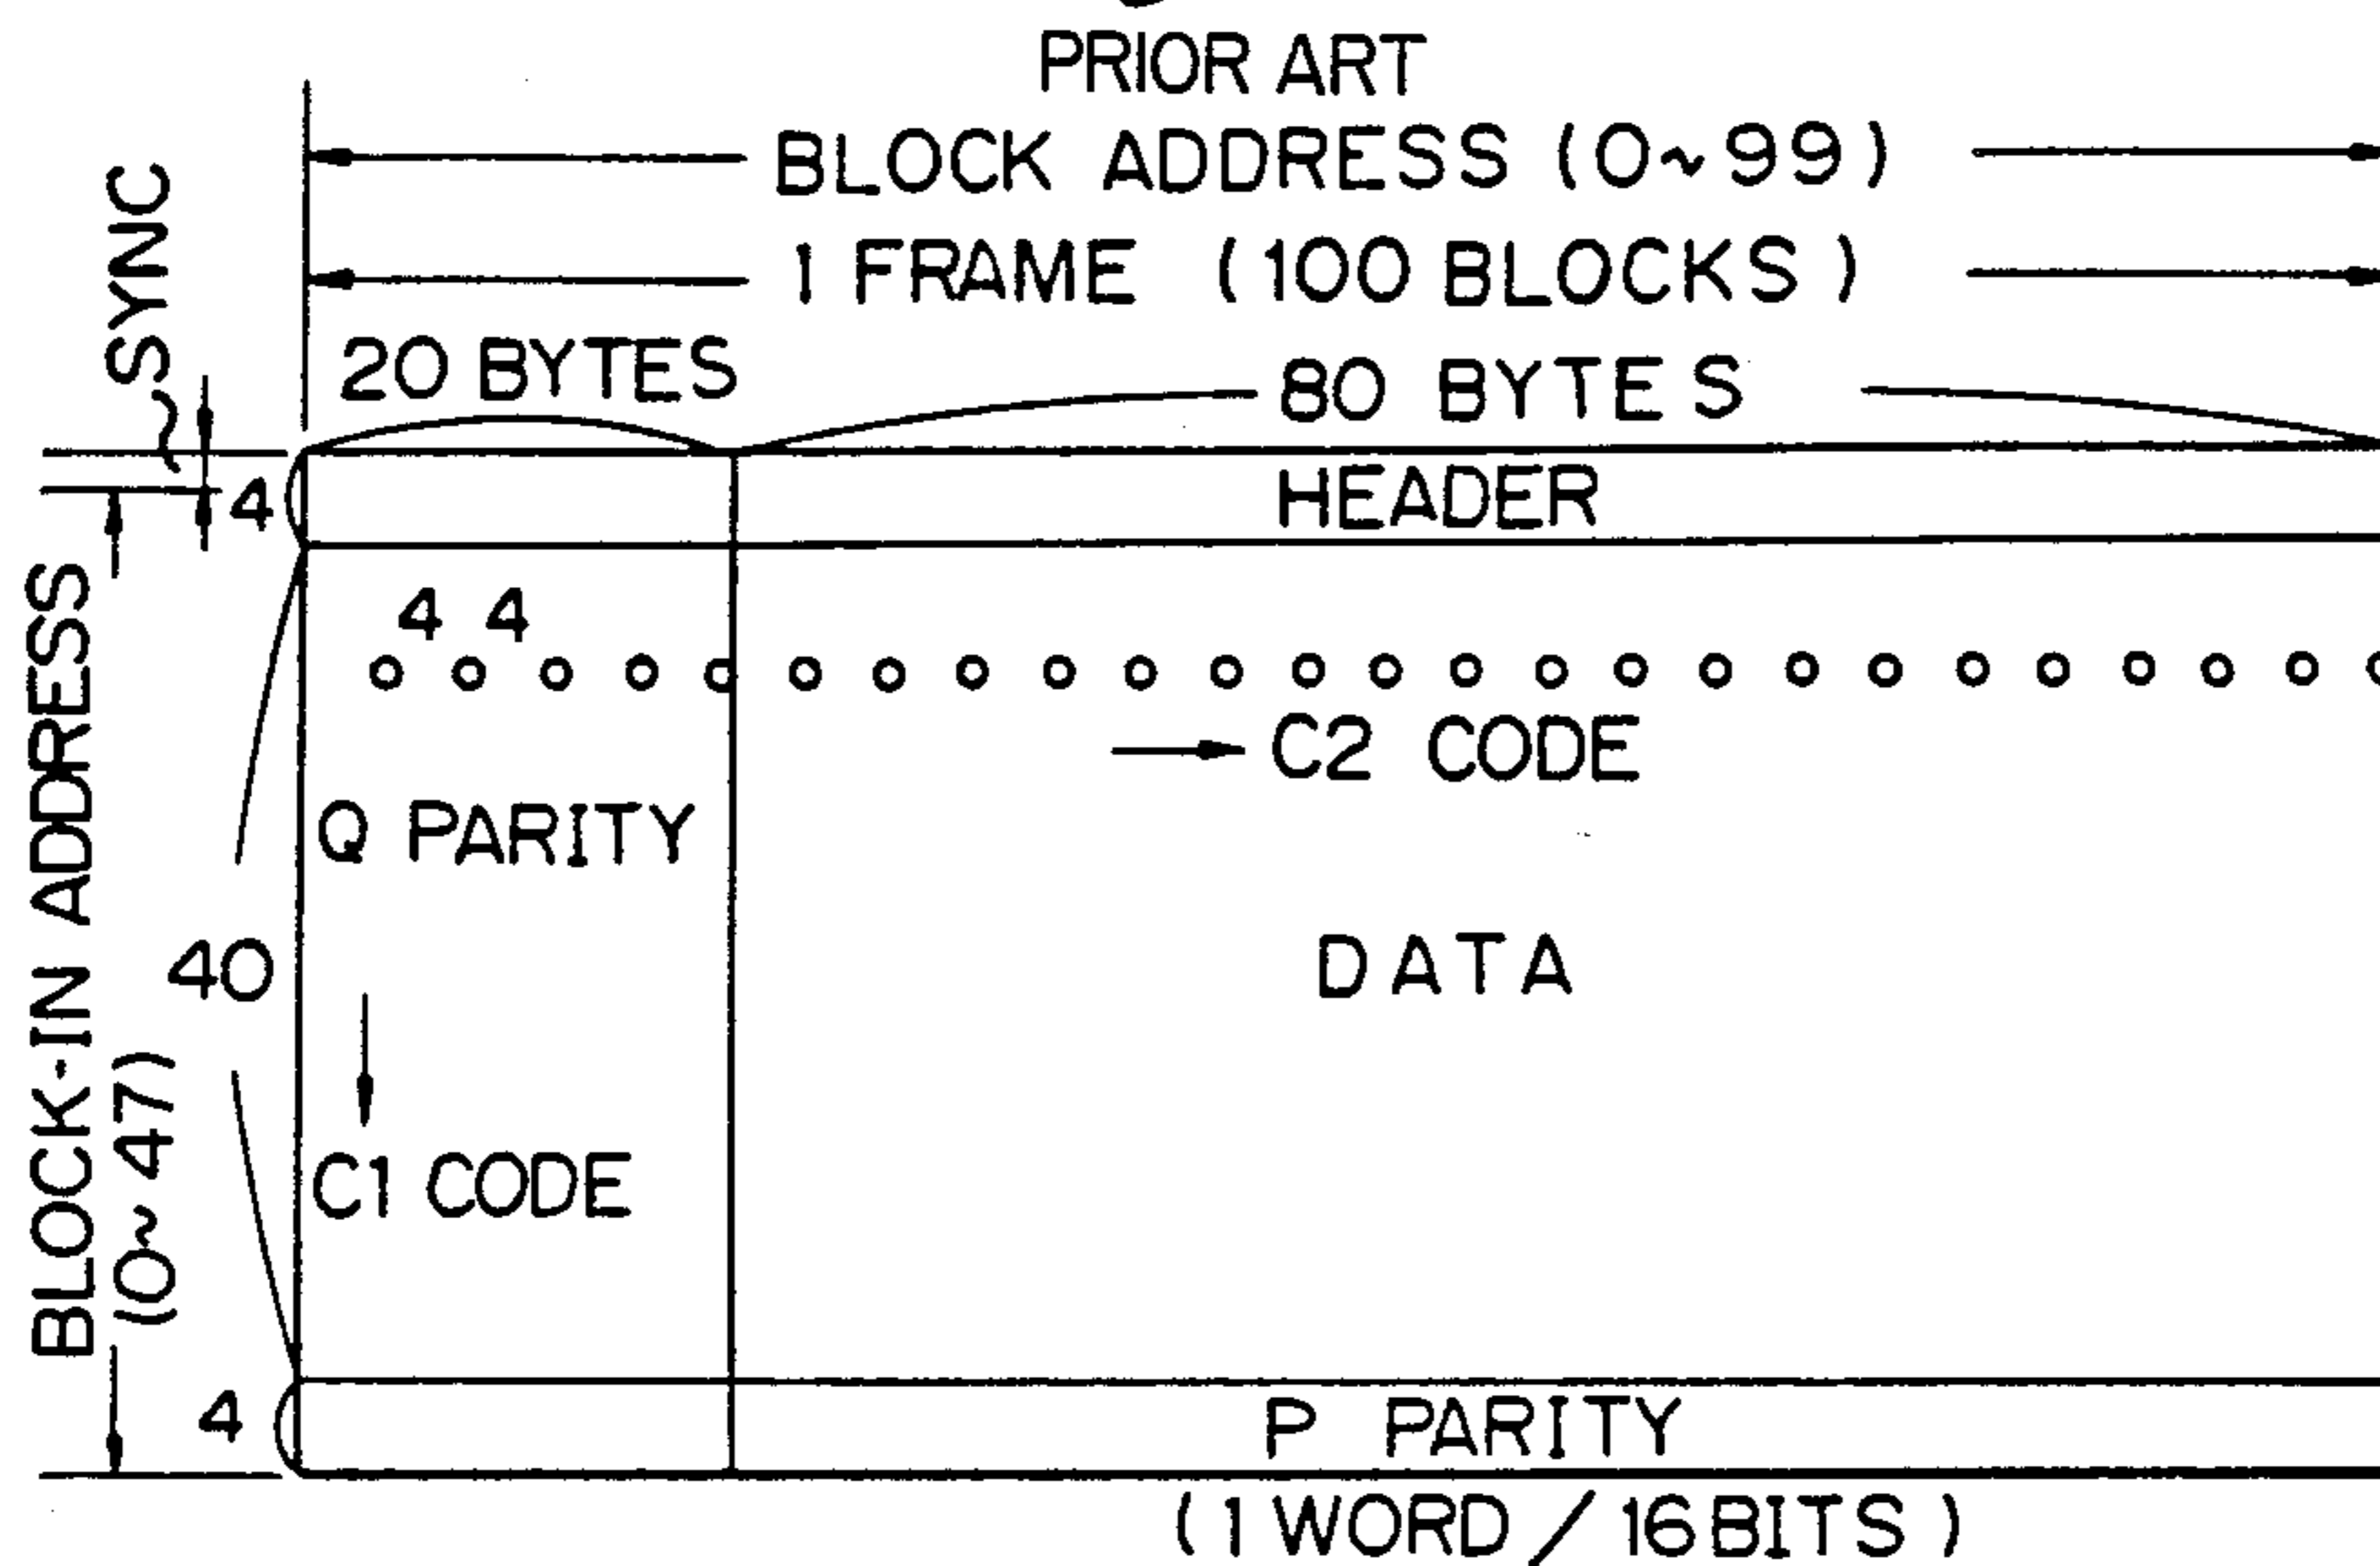 PRIOR ART
BLOCK ADDRESS (0~99)
1 FRAME (100 BLOCKS)
SYNC
20 BYTES
80 BYTES
4
HEADER
4 4
C2 CODE
BLOCK-IN ADDRESS
(0~47)
Q PARITY
40
DATA
C1 CODE
4
P PARITY
(1 WORD / 16 BITS)